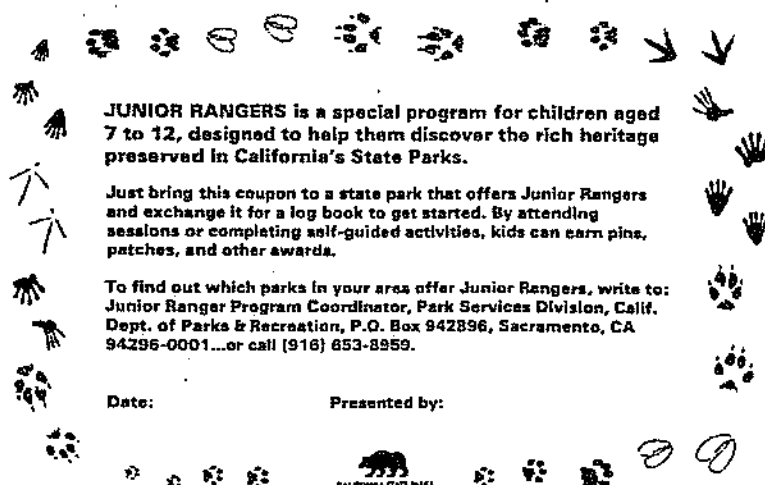 JUNIOR RANGERS is a special program for children aged
7 to 12, designed to help them discover the rich heritage
preserved in California's State Parks.
Just bring this coupon to a state park that offers Junior Rangers
and exchange it for a log book to get started. By attending
sessions or completing self-guided activities, kids can earn pins,
patches, and other awards.
To find out which parks in your area offer Junior Rangers, write to:
Junior Ranger Program Coordinator, Park Services Division, Calif.
Dept. of Parks & Recreation, P.O. Box 942896, Sacramento, CA
94296-0001...or call (916) 653-8959.
Date: Presented by:
CALIFORNIA STATE PARKS